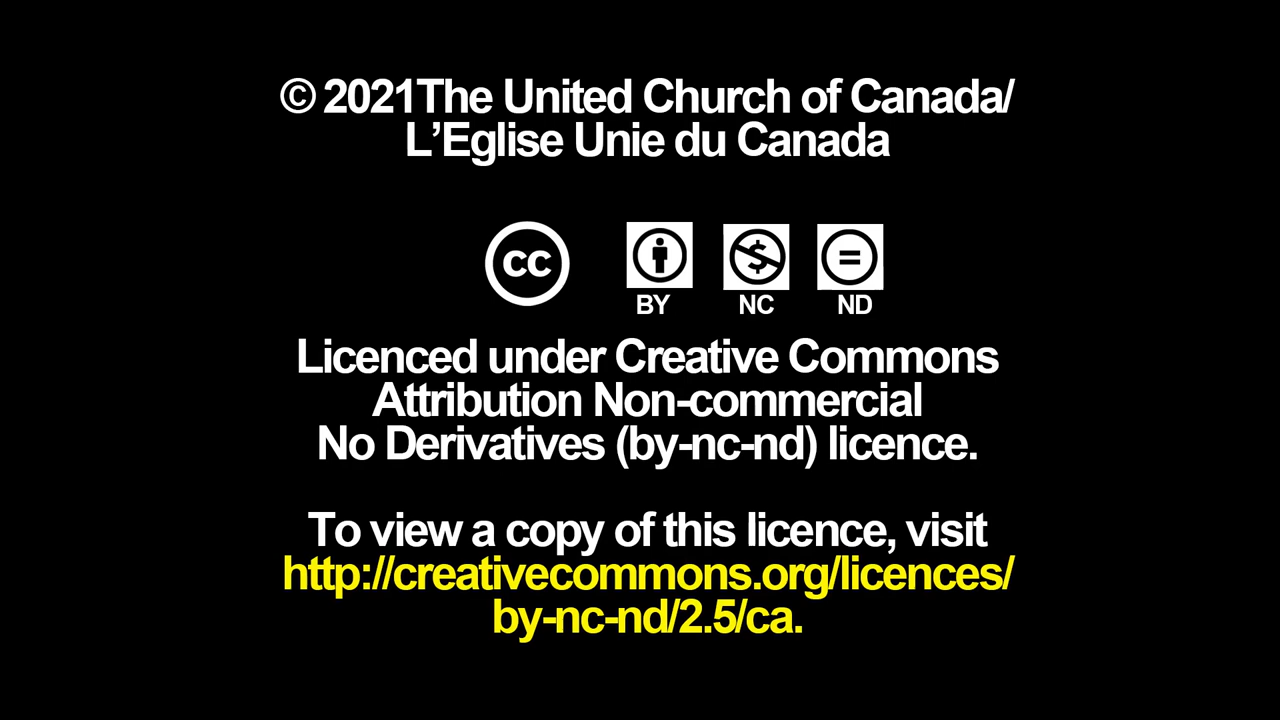 © 2021The United Church of Canada/
L’Eglise Unie du Canada
cc
BY NC ND
Licenced under Creative Commons
Attribution Non-commercial
No Derivatives (by-nc-nd) licence.
To view a copy of this licence, visit
http://creativecommons.org/licences/
by-nc-nd/2.5/ca.